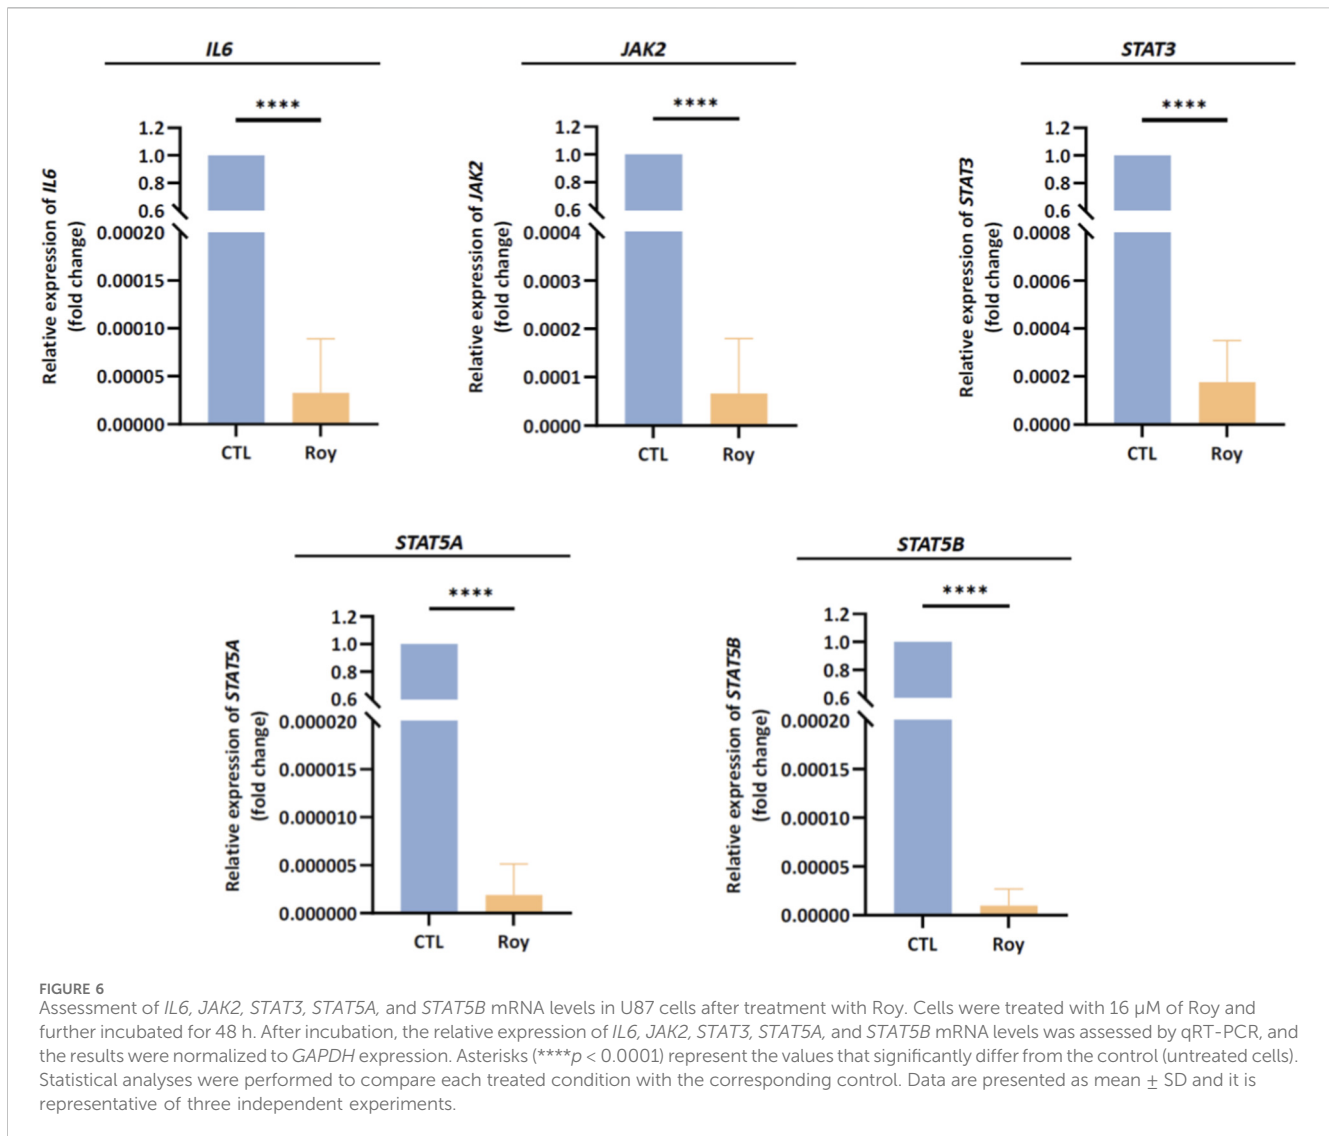 IL6
****
1.2
1.0
0.8
0.6
0.00020
0.00015
0.00010
0.00005
0.00000
Relative expression of IL6
(fold change)
CTL Roy
JAK2
****
1.2
1.0
0.8
0.6
0.0004
0.0003
0.0002
0.0001
0.0000
Relative expression of JAK2
(fold change)
CTL Roy
STAT3
****
1.2
1.0
0.8
0.6
0.0008
0.0006
0.0004
0.0002
0.0000
Relative expression of STAT3
(fold change)
CTL Roy
STAT5A
****
1.2
1.0
0.8
0.6
0.000020
0.000015
0.000010
0.000005
0.000000
Relative expression of STAT5A
(fold change)
CTL Roy
STAT5B
****
1.2
1.0
0.8
0.6
0.00020
0.00015
0.00010
0.00005
0.00000
Relative expression of STAT5B
(fold change)
CTL Roy
FIGURE 6
Assessment of IL6, JAK2, STAT3, STAT5A, and STAT5B mRNA levels in U87 cells after treatment with Roy. Cells were treated with 16 µM of Roy and
further incubated for 48 h. After incubation, the relative expression of IL6, JAK2, STAT3, STAT5A, and STAT5B mRNA levels was assessed by qRT-PCR, and
the results were normalized to GAPDH expression. Asterisks (****p < 0.0001) represent the values that significantly differ from the control (untreated cells).
Statistical analyses were performed to compare each treated condition with the corresponding control. Data are presented as mean ± SD and it is
representative of three independent experiments.